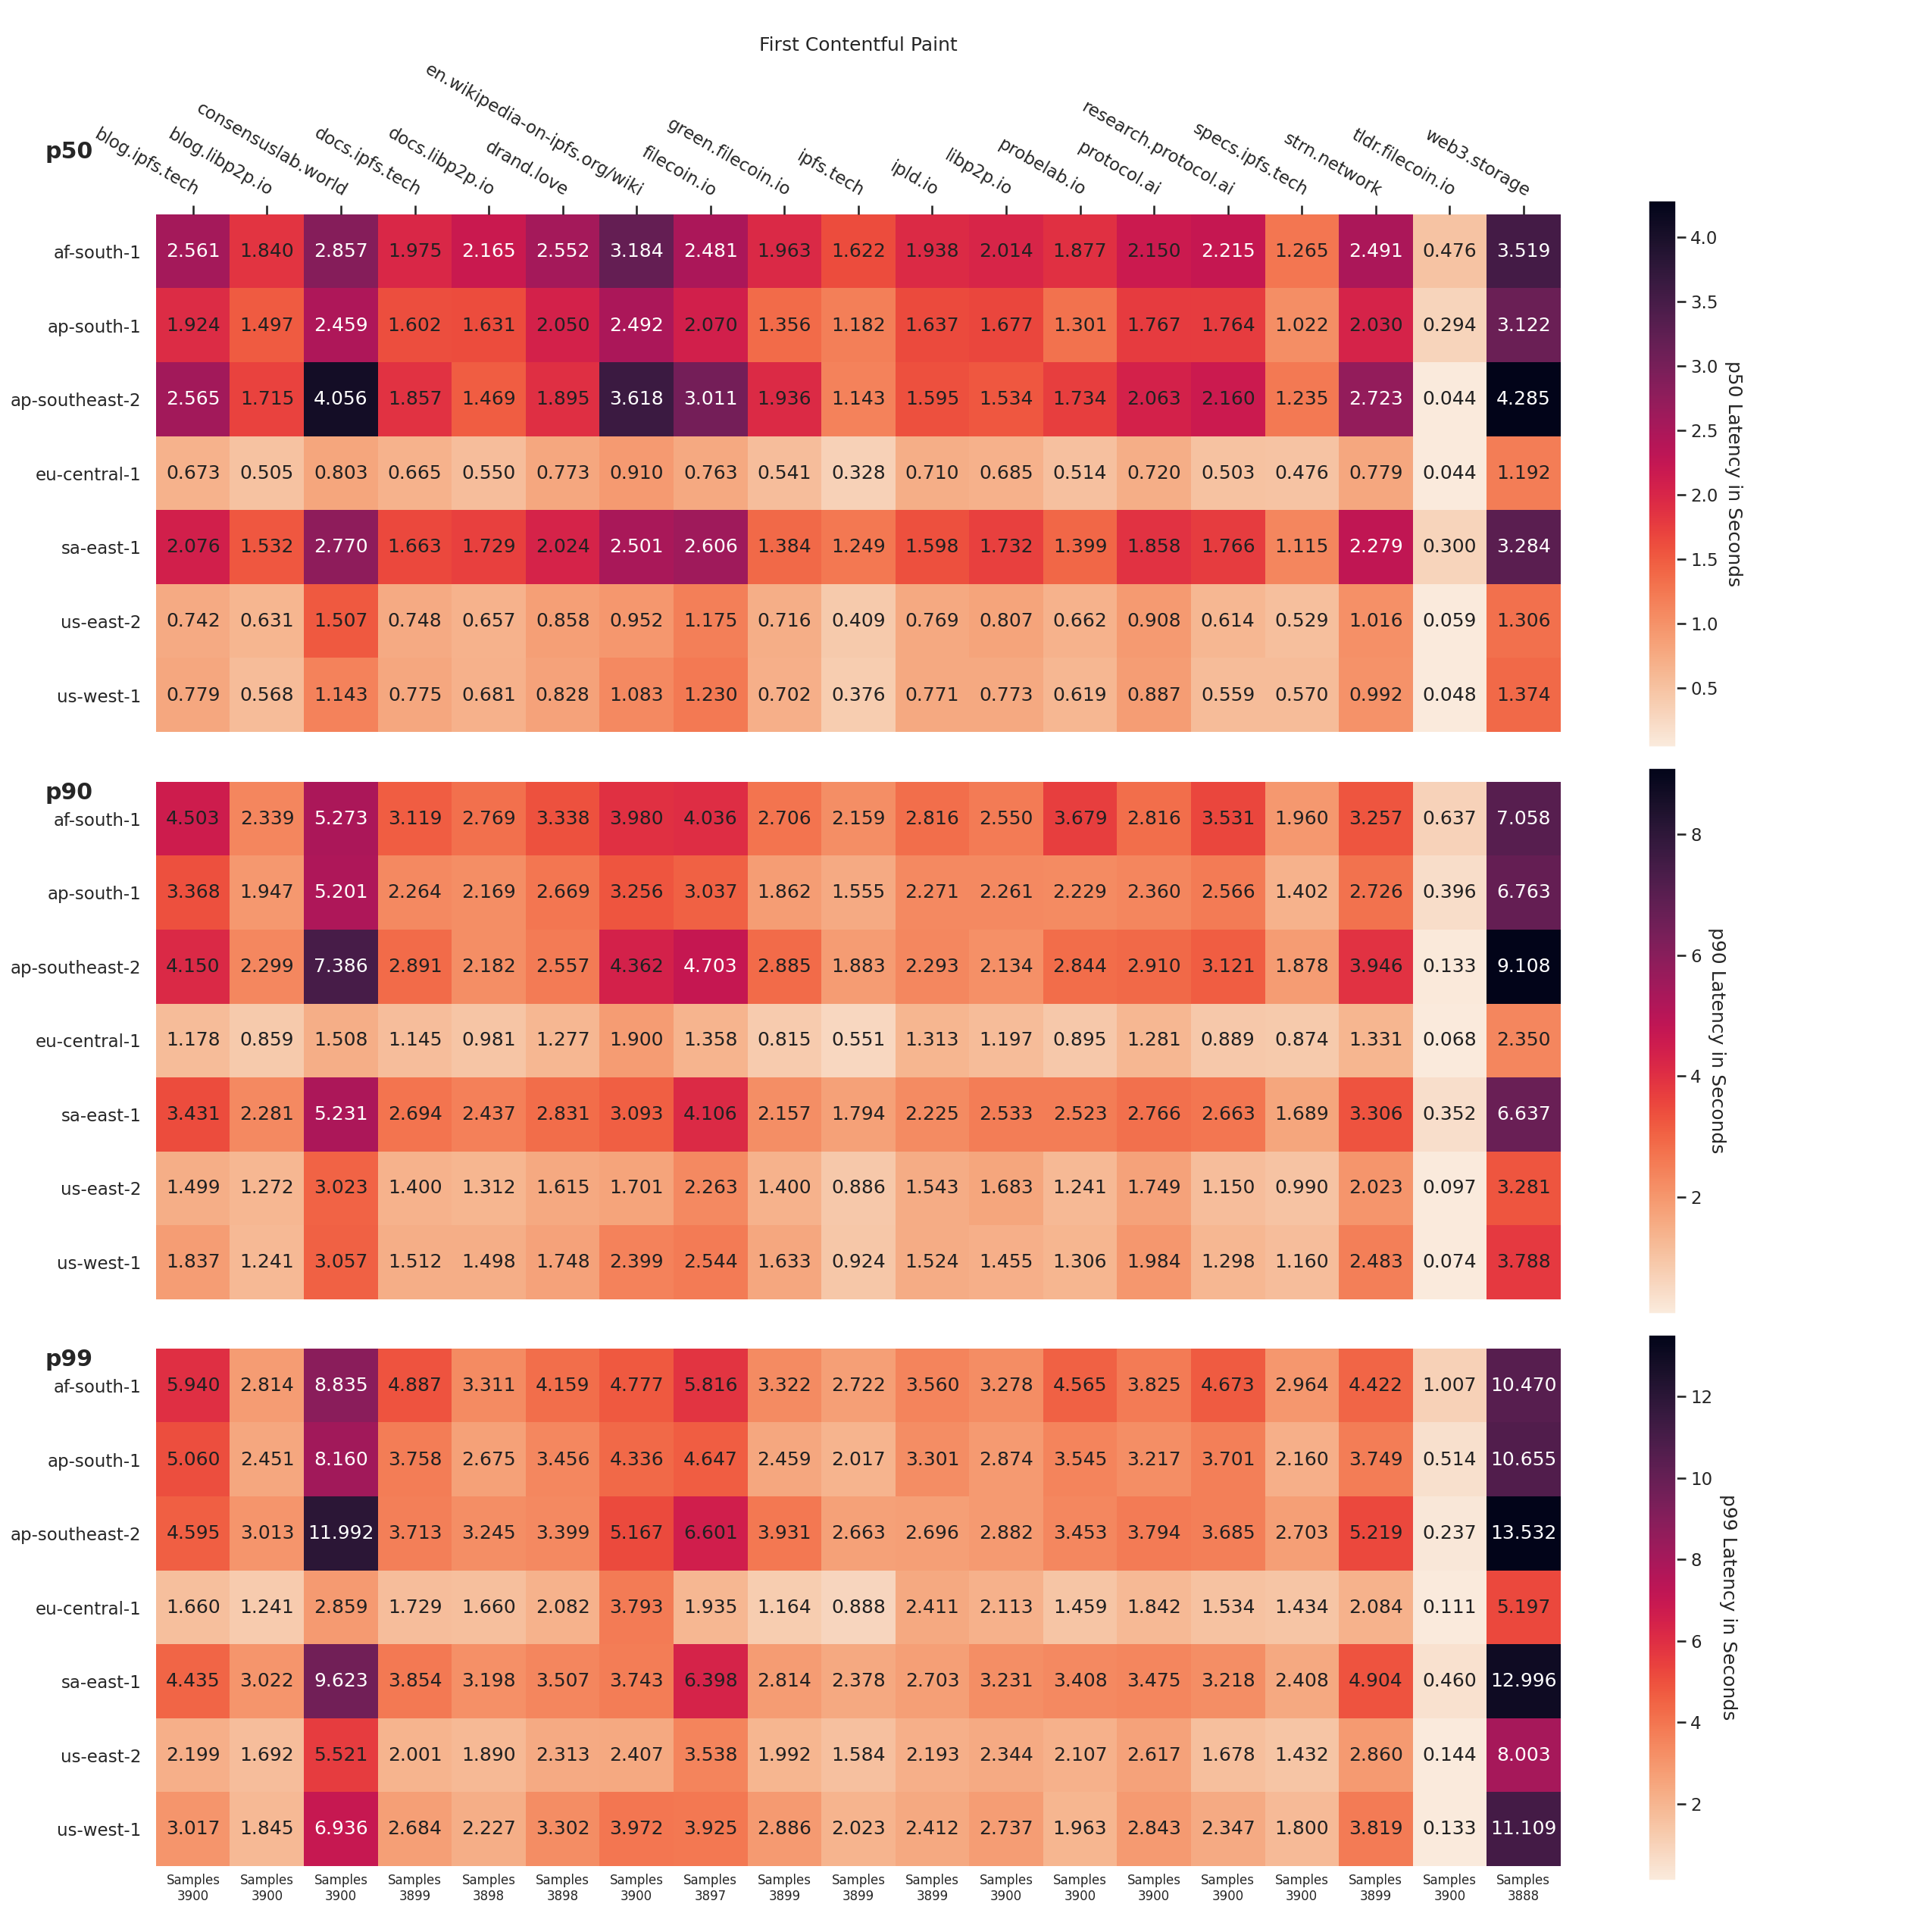 First Contentful Paint
p50
blog.ipfs.tech
blog.libp2p.io
consensuslab.world
docs.ipfs.tech
docs.libp2p.io
drand.love
en.wikipedia-on-ipfs.org/wiki
filecoin.io
green.filecoin.io
ipfs.tech
ipld.io
libp2p.io
probelab.io
protocol.ai
research.protocol.ai
specs.ipfs.tech
strn.network
tldr.filecoin.io
web3.storage
af-south-1 2.561 1.840 2.857 1.975 2.165 2.552 3.184 2.481 1.963 1.622 1.938 2.014 1.877 2.150 2.215 1.265 2.491 0.476 3.519
ap-south-1 1.924 1.497 2.459 1.602 1.631 2.050 2.492 2.070 1.356 1.182 1.637 1.677 1.301 1.767 1.764 1.022 2.030 0.294 3.122
ap-southeast-2 2.565 1.715 4.056 1.857 1.469 1.895 3.618 3.011 1.936 1.143 1.595 1.534 1.734 2.063 2.160 1.235 2.723 0.044 4.285
eu-central-1 0.673 0.505 0.803 0.665 0.550 0.773 0.910 0.763 0.541 0.328 0.710 0.685 0.514 0.720 0.503 0.476 0.779 0.044 1.192
sa-east-1 2.076 1.532 2.770 1.663 1.729 2.024 2.501 2.606 1.384 1.249 1.598 1.732 1.399 1.858 1.766 1.115 2.279 0.300 3.284
us-east-2 0.742 0.631 1.507 0.748 0.657 0.858 0.952 1.175 0.716 0.409 0.769 0.807 0.662 0.908 0.614 0.529 1.016 0.059 1.306
us-west-1 0.779 0.568 1.143 0.775 0.681 0.828 1.083 1.230 0.702 0.376 0.771 0.773 0.619 0.887 0.559 0.570 0.992 0.048 1.374
4.0
3.5
3.0
2.5
2.0
1.5
1.0
0.5
p50 Latency in Seconds
p90
af-south-1 4.503 2.339 5.273 3.119 2.769 3.338 3.980 4.036 2.706 2.159 2.816 2.550 3.679 2.816 3.531 1.960 3.257 0.637 7.058
ap-south-1 3.368 1.947 5.201 2.264 2.169 2.669 3.256 3.037 1.862 1.555 2.271 2.261 2.229 2.360 2.566 1.402 2.726 0.396 6.763
ap-southeast-2 4.150 2.299 7.386 2.891 2.182 2.557 4.362 4.703 2.885 1.883 2.293 2.134 2.844 2.910 3.121 1.878 3.946 0.133 9.108
eu-central-1 1.178 0.859 1.508 1.145 0.981 1.277 1.900 1.358 0.815 0.551 1.313 1.197 0.895 1.281 0.889 0.874 1.331 0.068 2.350
sa-east-1 3.431 2.281 5.231 2.694 2.437 2.831 3.093 4.106 2.157 1.794 2.225 2.533 2.523 2.766 2.663 1.689 3.306 0.352 6.637
us-east-2 1.499 1.272 3.023 1.400 1.312 1.615 1.701 2.263 1.400 0.886 1.543 1.683 1.241 1.749 1.150 0.990 2.023 0.097 3.281
us-west-1 1.837 1.241 3.057 1.512 1.498 1.748 2.399 2.544 1.633 0.924 1.524 1.455 1.306 1.984 1.298 1.160 2.483 0.074 3.788
8
6
4
2
p90 Latency in Seconds
p99
af-south-1 5.940 2.814 8.835 4.887 3.311 4.159 4.777 5.816 3.322 2.722 3.560 3.278 4.565 3.825 4.673 2.964 4.422 1.007 10.470
ap-south-1 5.060 2.451 8.160 3.758 2.675 3.456 4.336 4.647 2.459 2.017 3.301 2.874 3.545 3.217 3.701 2.160 3.749 0.514 10.655
ap-southeast-2 4.595 3.013 11.992 3.713 3.245 3.399 5.167 6.601 3.931 2.663 2.696 2.882 3.453 3.794 3.685 2.703 5.219 0.237 13.532
eu-central-1 1.660 1.241 2.859 1.729 1.660 2.082 3.793 1.935 1.164 0.888 2.411 2.113 1.459 1.842 1.534 1.434 2.084 0.111 5.197
sa-east-1 4.435 3.022 9.623 3.854 3.198 3.507 3.743 6.398 2.814 2.378 2.703 3.231 3.408 3.475 3.218 2.408 4.904 0.460 12.996
us-east-2 2.199 1.692 5.521 2.001 1.890 2.313 2.407 3.538 1.992 1.584 2.193 2.344 2.107 2.617 1.678 1.432 2.860 0.144 8.003
us-west-1 3.017 1.845 6.936 2.684 2.227 3.302 3.972 3.925 2.886 2.023 2.412 2.737 1.963 2.843 2.347 1.800 3.819 0.133 11.109
12
10
8
6
4
2
p99 Latency in Seconds
Samples Samples Samples Samples Samples Samples Samples Samples Samples Samples Samples Samples Samples Samples Samples Samples Samples Samples Samples
3900 3900 3900 3899 3898 3898 3900 3897 3899 3899 3899 3900 3900 3900 3900 3900 3899 3900 3888